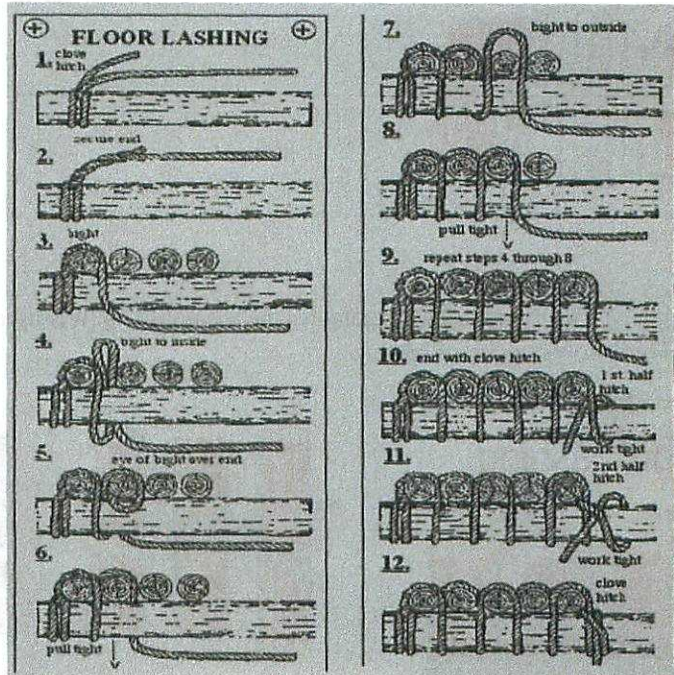 FLOOR LASHING
1. clove
hitch
secure end
2.
3. bight
4. bight to inside
5. eye of bight over end
6.
pull tight
7. bight to outside
8.
pull tight
9. repeat steps 4 through 8
10. end with clove hitch
1 st. half
hitch
work tight
11. 2nd half
hitch
work tight
12. clove
hitch